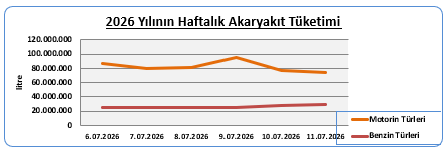 2026 Yılının Haftalık Akaryakıt Tüketimi
120.000.000
100.000.000
80.000.000
60.000.000
40.000.000
20.000.000
0
litre
6.07.2026 7.07.2026 8.07.2026 9.07.2026 10.07.2026 11.07.2026
Motorin Türleri
Benzin Türleri